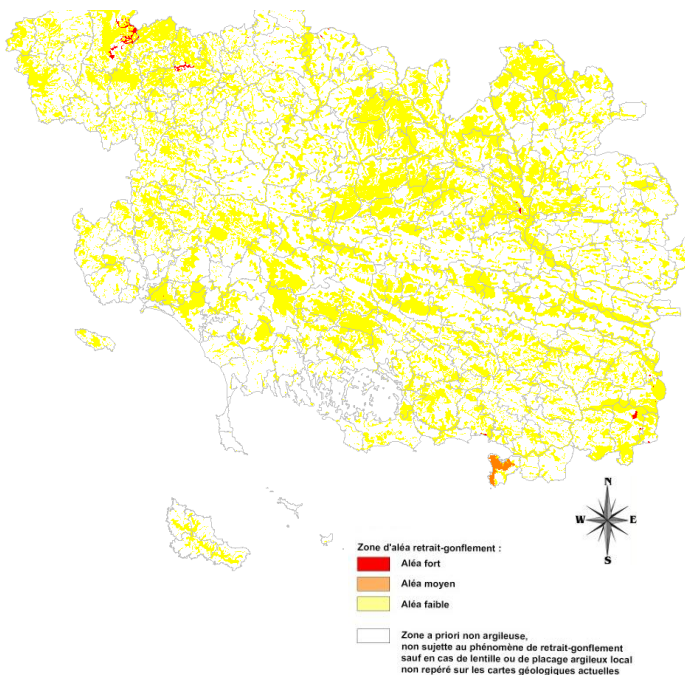 N
W E
S
Zone d'aléa retrait-gonflement :
Aléa fort
Aléa moyen
Aléa faible
Zone a priori non argileuse,
non sujette au phénomène de retrait-gonflement
sauf en cas de lentille ou de placage argileux local
non repéré sur les cartes géologiques actuelles